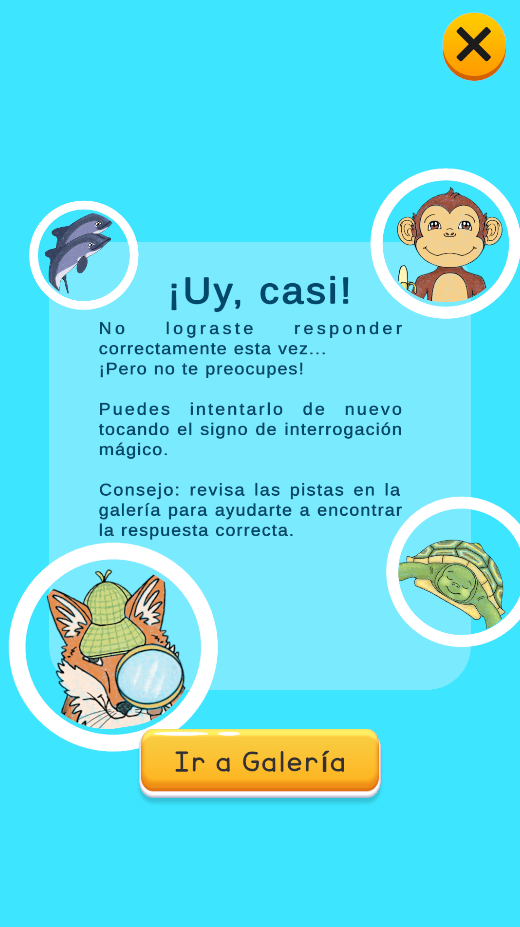 ¡Uy, casi!
No lograste responder
correctamente esta vez...
¡Pero no te preocupes!
Puedes intentarlo de nuevo
tocando el signo de interrogación
mágico.
Consejo: revisa las pistas en la
galería para ayudarte a encontrar
la respuesta correcta.
Ir a Galería